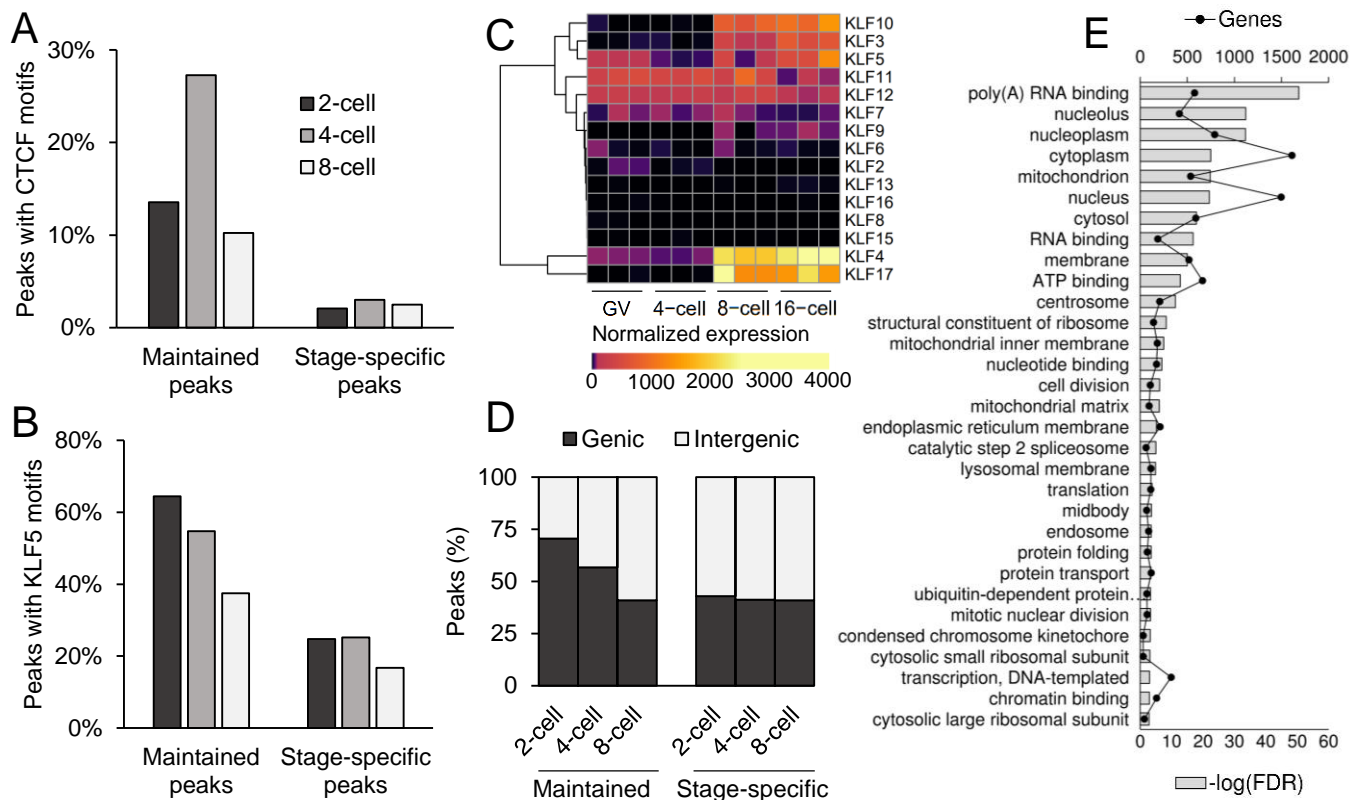 A
30%
20%
10%
0%
Peaks with CTCF motifs
2-cell
4-cell
8-cell
Maintained
peaks
Stage-specific
peaks
B
80%
60%
40%
20%
0%
Peaks with KLF5 motifs
Maintained
peaks
Stage-specific
peaks
C
KLF10
KLF3
KLF5
KLF11
KLF12
KLF7
KLF9
KLF6
KLF2
KLF13
KLF16
KLF8
KLF15
KLF4
KLF17
GV 4−cell 8−cell 16−cell
Normalized expression
0 1000 2000 3000 4000
D
Genic Intergenic
100
75
50
25
0
Peaks (%)
2-cell 4-cell 8-cell 2-cell 4-cell 8-cell
Maintained Stage-specific
E
Genes
0 5000 1000 1500 2000
poly(A) RNA binding
nucleolus
nucleoplasm
cytoplasm
mitochondrion
nucleus
cytosol
RNA binding
membrane
ATP binding
centrosome
structural constituent of ribosome
mitochondrial inner membrane
nucleotide binding
cell division
mitochondrial matrix
endoplasmic reticulum membrane
catalytic step 2 spliceosome
lysosomal membrane
translation
midbody
endosome
protein folding
protein transport
ubiquitin-dependent protein...
mitotic nuclear division
condensed chromosome kinetochore
cytosolic small ribosomal subunit
transcription, DNA-templated
chromatin binding
cytosolic large ribosomal subunit
0 10 20 30 40 50 60
-log(FDR)